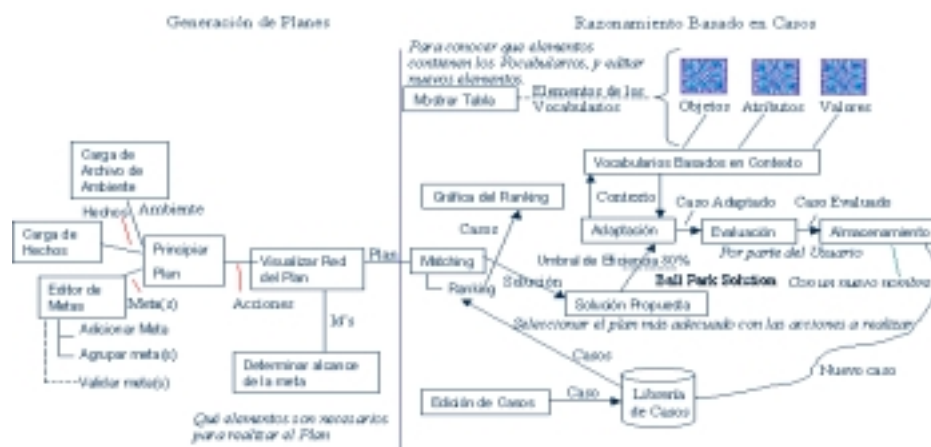 Generación de Planes
Razonamiento Basado en Casos
Para conocer que elementos
contienen los Vocabularios, y editar
nuevos elementos.
Mostrar Tabla
Elementos de los
Vocabularios
Objetos
Atributos
Valores
Vocabularios Basados en Contexto
Carga de
Archivo de
Ambiente
Hechos
Ambiente
Carga de
Hechos
Principiar
Plan
Editor de
Metas
Meta(s)
Adicionar Meta
Agrupar meta(s)
Validar meta(s)
Acciones
Visualizar Red
del Plan
Plan
Id's
Determinar alcance
de la meta
Qué elementos son necesarios
para realizar el Plan
Gráfica del Ranking
Casos
Matching
Ranking
Solución
Contexto
Adaptación
Caso Adaptado
Evaluación
Caso Evaluado
Almacenamiento
Por parte del Usuario
Umbral de Eficiencia 80%
Ball Park Solution
Con un nuevo nombre
Solución Propuesta
Seleccionar el plan más adecuado con las acciones a realizar
Casos
Nuevo caso
Edición de Casos
Caso
Librería
de Casos